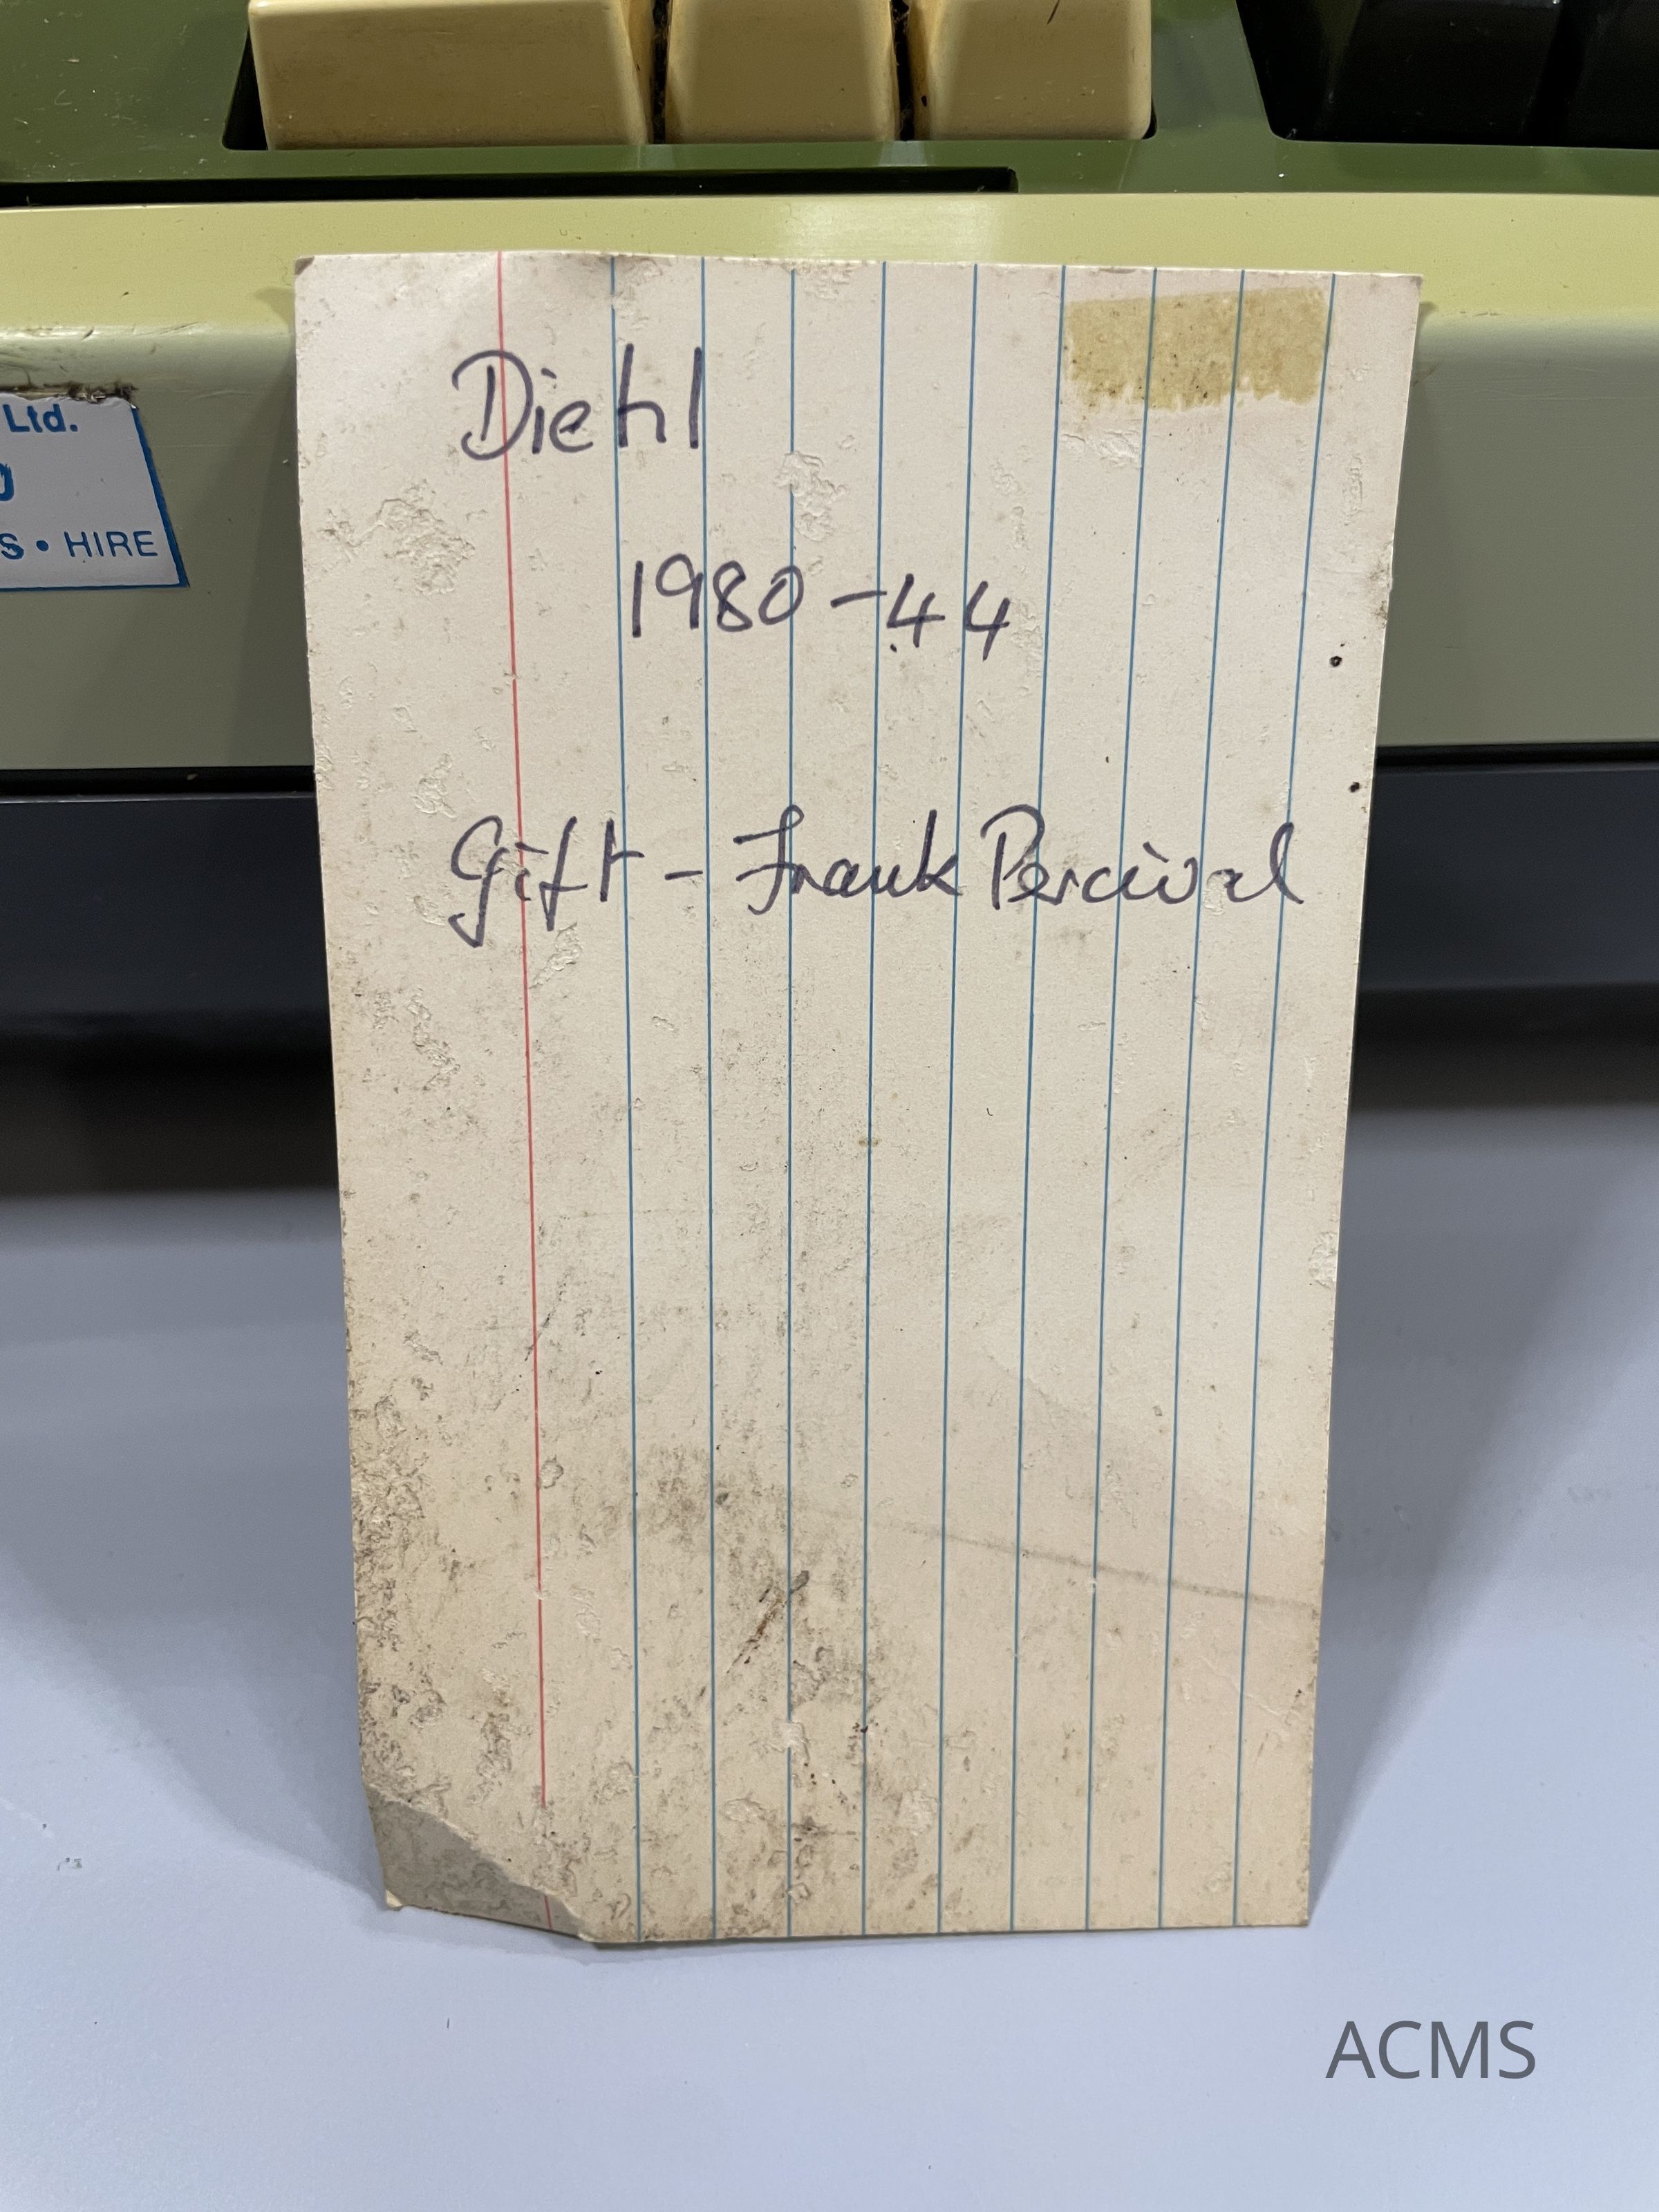 Ltd.
S • HIRE
Diehl
1980-44
Gift - Frank Percival
ACMS